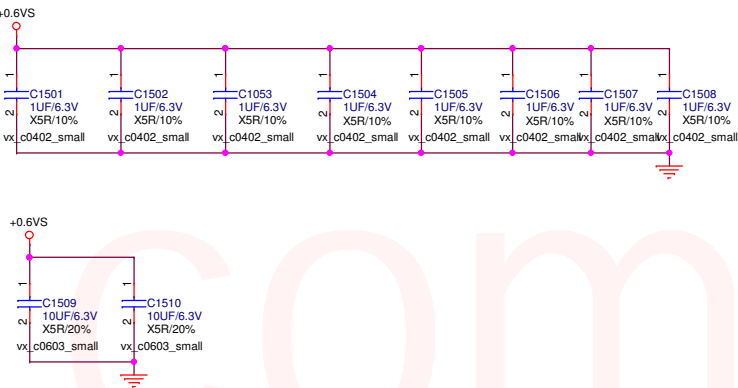 +0.6VS
1 1 1 1 1 1 1 1
C1501 C1502 C1053 C1504 C1505 C1506 C1507 C1508
1UF/6.3V 1UF/6.3V 1UF/6.3V 1UF/6.3V 1UF/6.3V 1UF/6.3V 1UF/6.3V 1UF/6.3V
2 2 2 2 2 2 2 2
X5R/10% X5R/10% X5R/10% X5R/10% X5R/10% X5R/10% X5R/10% X5R/10%
vx_c0402_small vx_c0402_small vx_c0402_small vx_c0402_small vx_c0402_small vx_c0402_small vx_c0402_small vx_c0402_small
+0.6VS
1 1
C1509 C1510
10UF/6.3V 10UF/6.3V
2 2
X5R/20% X5R/20%
vx_c0603_small vx_c0603_small
com